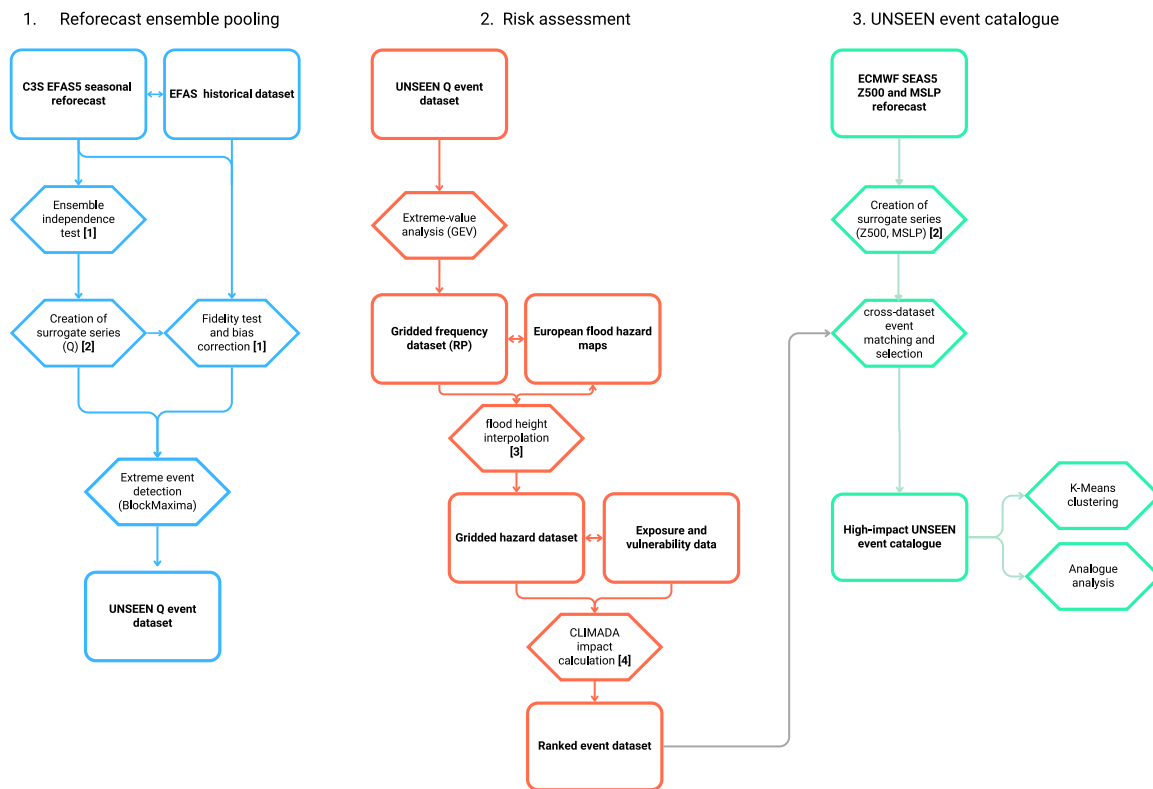 1. Reforecast ensemble pooling
C3S EFAS5 seasonal
reforecast
EFAS historical dataset
Ensemble
independence
test [1]
Creation of
surrogate series
(Q) [2]
Fidelity test
and bias
correction [1]
Extreme event
detection
(BlockMaxima)
UNSEEN Q event
dataset
2. Risk assessment
UNSEEN Q event
dataset
Extreme-value
analysis (GEV)
Gridded frequency
dataset (RP)
European flood hazard
maps
flood height
interpolation
[3]
Gridded hazard dataset
Exposure and
vulnerability data
CLIMADA
impact
calculation [4]
Ranked event dataset
3. UNSEEN event catalogue
ECMWF SEAS5
Z500 and MSLP
reforecast
Creation of
surrogate series
(Z500, MSLP) [2]
cross-dataset
event
matching and
selection
High-impact UNSEEN
event catalogue
K-Means
clustering
Analogue
analysis